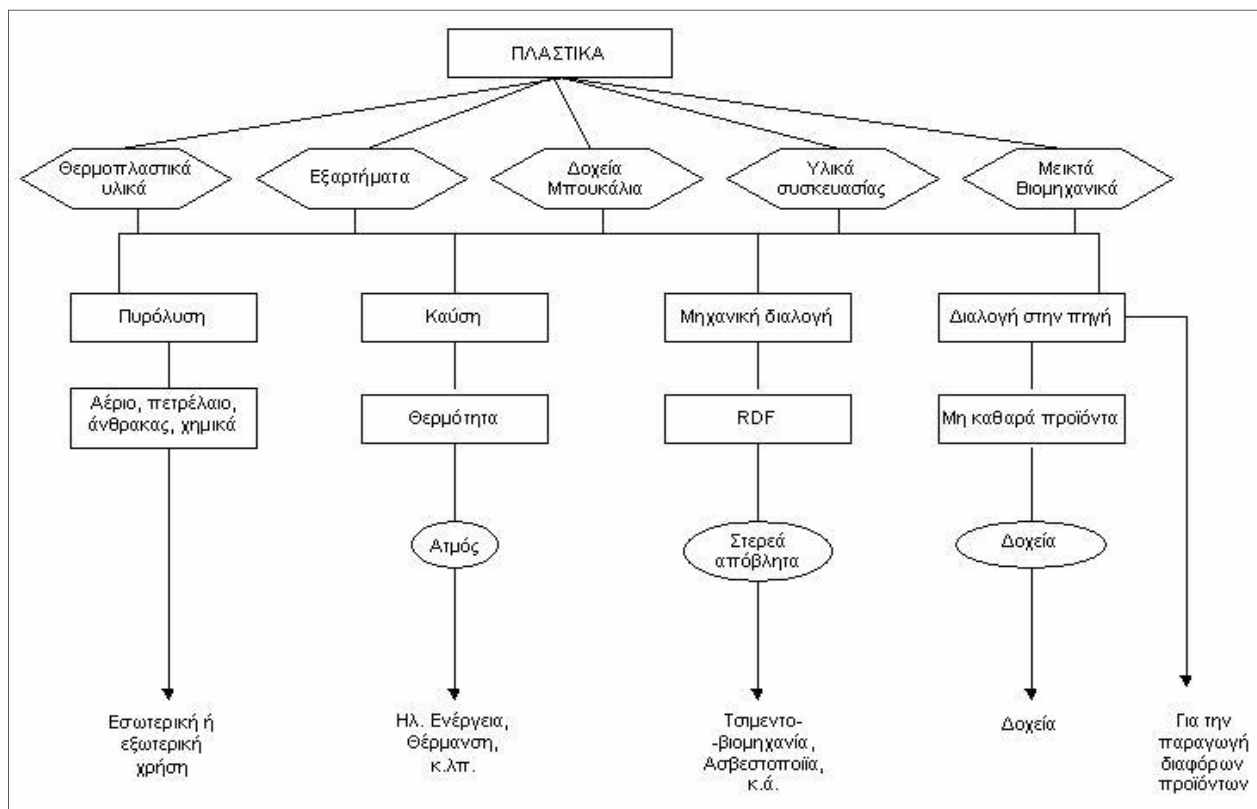 ΠΛΑΣΤΙΚΑ
Θερμοπλαστικά
υλικά
Εξαρτήματα
Δοχεία
Μπουκάλια
Υλικά
συσκευασίας
Μεικτά
Βιομηχανικά
Πυρόλυση
Καύση
Μηχανική διαλογή
Διαλογή στην πηγή
Αέριο, πετρέλαιο,
άνθρακας, χημικά
Θερμότητα
RDF
Μη καθαρά προϊόντα
Ατμός
Στερεά
απόβλητα
Δοχεία
Εσωτερική ή
εξωτερική
χρήση
Ηλ. Ενέργεια,
Θέρμανση,
κ.λπ.
Τσιμεντο-
-βιομηχανία,
Ασβεστοποιϊα,
κ.ά.
Δοχεία
Για την
παραγωγή
διαφόρων
προϊόντων